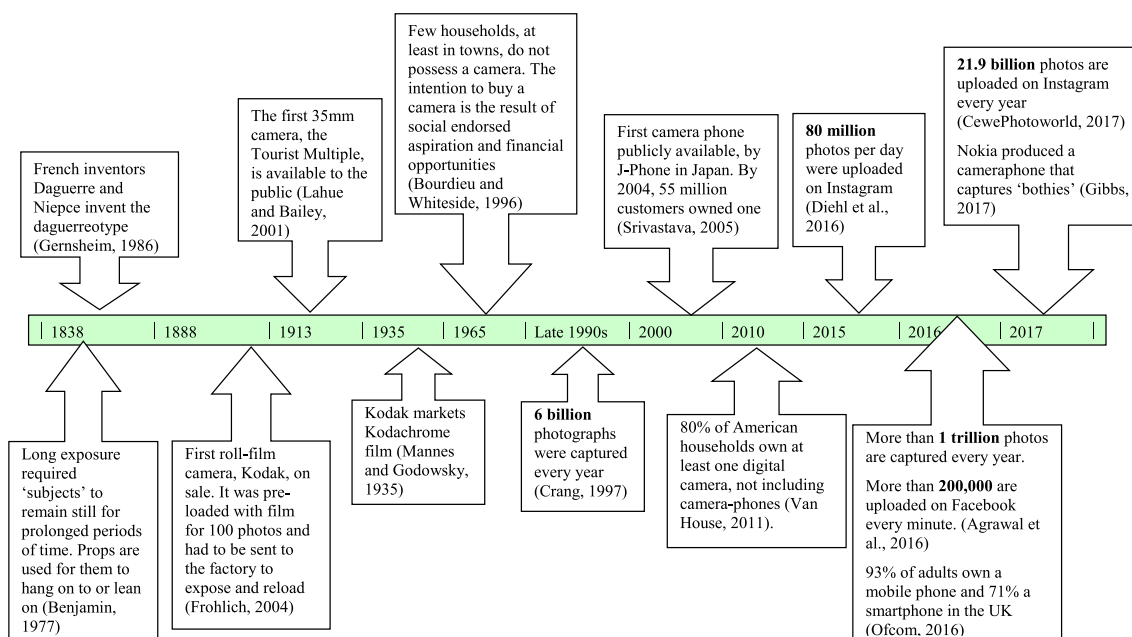 Few households, at
least in towns, do not
possess a camera. The
intention to buy a
camera is the result of
social endorsed
aspiration and financial
opportunities
(Bourdieu and
Whiteside, 1996)
21.9 billion photos are
uploaded on Instagram
every year
(CewePhotoworld, 2017)
Nokia produced a
cameraphone that
captures ‘bothies’ (Gibbs,
2017)
The first 35mm
camera, the
Tourist Multiple,
is available to the
public (Lahue
and Bailey,
2001)
First camera phone
publicly available, by
J-Phone in Japan. By
2004, 55 million
customers owned one
(Srivastava, 2005)
80 million
photos per day
were uploaded
on Instagram
(Diehl et al.,
2016)
French inventors
Daguerre and
Niepce invent the
daguerreotype
(Gernsheim, 1986)
1838 1888 1913 1935 1965 Late 1990s 2000 2010 2015 2016 2017
Long exposure
required
‘subjects’ to
remain still for
prolonged periods
of time. Props are
used for them to
hang on to or lean
on (Benjamin,
1977)
First roll-film
camera, Kodak, on
sale. It was pre-
loaded with film
for 100 photos and
had to be sent to
the factory to
expose and reload
(Frohlich, 2004)
Kodak markets
Kodachrome
film (Mannes
and Godowsky,
1935)
6 billion
photographs
were captured
every year
(Crang, 1997)
80% of American
households own at
least one digital
camera, not including
camera-phones (Van
House, 2011).
More than 1 trillion photos
are captured every year.
More than 200,000 are
uploaded on Facebook
every minute. (Agrawal et
al., 2016)
93% of adults own a
mobile phone and 71% a
smartphone in the UK
(Ofcom, 2016)